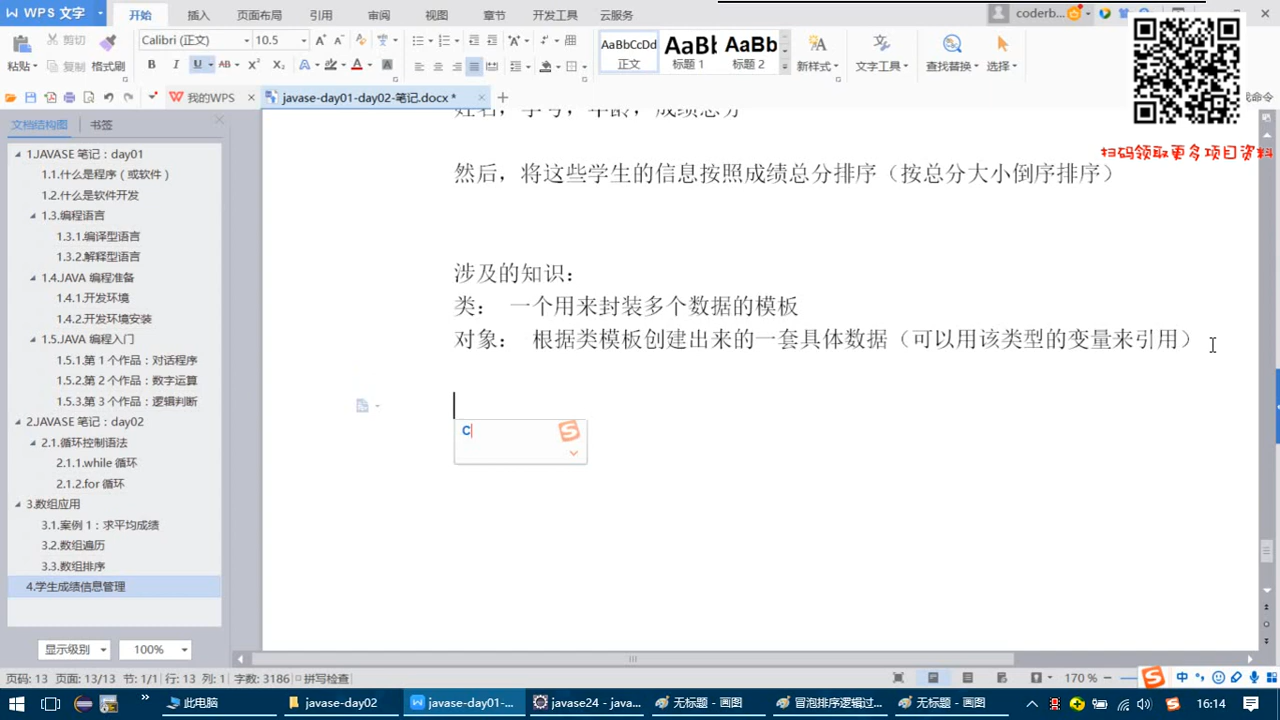 WPS 文字
开始
插入
页面布局
引用
审阅
视图
章节
开发工具
云服务
coderb...
粘贴
剪切
复制
格式刷
Calibri (正文)
10.5
AaBbCcDd
正文
AaBb
标题 1
AaBbC
标题 2
新样式
文字工具
查找替换
选择
我的WPS
javase-day01-day02-笔记.docx *
扫码领取更多项目资料
文档结构图
书签
1JAVASE 笔记：day01
1.1.什么是程序（或软件）
1.2.什么是软件开发
1.3.编程语言
1.3.1.编译型语言
1.3.2.解释型语言
1.4.JAVA 编程准备
1.4.1.开发环境
1.4.2.开发环境安装
1.5.JAVA 编程入门
1.5.1.第 1 个作品：对话程序
1.5.2.第 2 个作品：数字运算
1.5.3.第 3 个作品：逻辑判断
2JAVASE 笔记：day02
2.1.循环控制语法
2.1.1.while 循环
2.1.2.for 循环
3.数组应用
3.1.案例 1：求平均成绩
3.2.数组遍历
3.3.数组排序
4.学生成绩信息管理
显示级别
100%
姓名，学号，年龄，成绩总分
然后，将这些学生的信息按照成绩总分排序（按总分大小倒序排序）
涉及的知识：
类： 一个用来封装多个数据的模板
对象： 根据类模板创建出来的一套具体数据（可以用该类型的变量来引用）
C
页码: 13 页面: 13/13 节: 1/1 行: 13 列: 1 字数: 3186 拼写检查
170 %
中
此电脑
javase-day02
javase-day01-...
javase24 - java...
无标题 - 画图
冒泡排序逻辑过...
无标题 - 画图
中
16:14